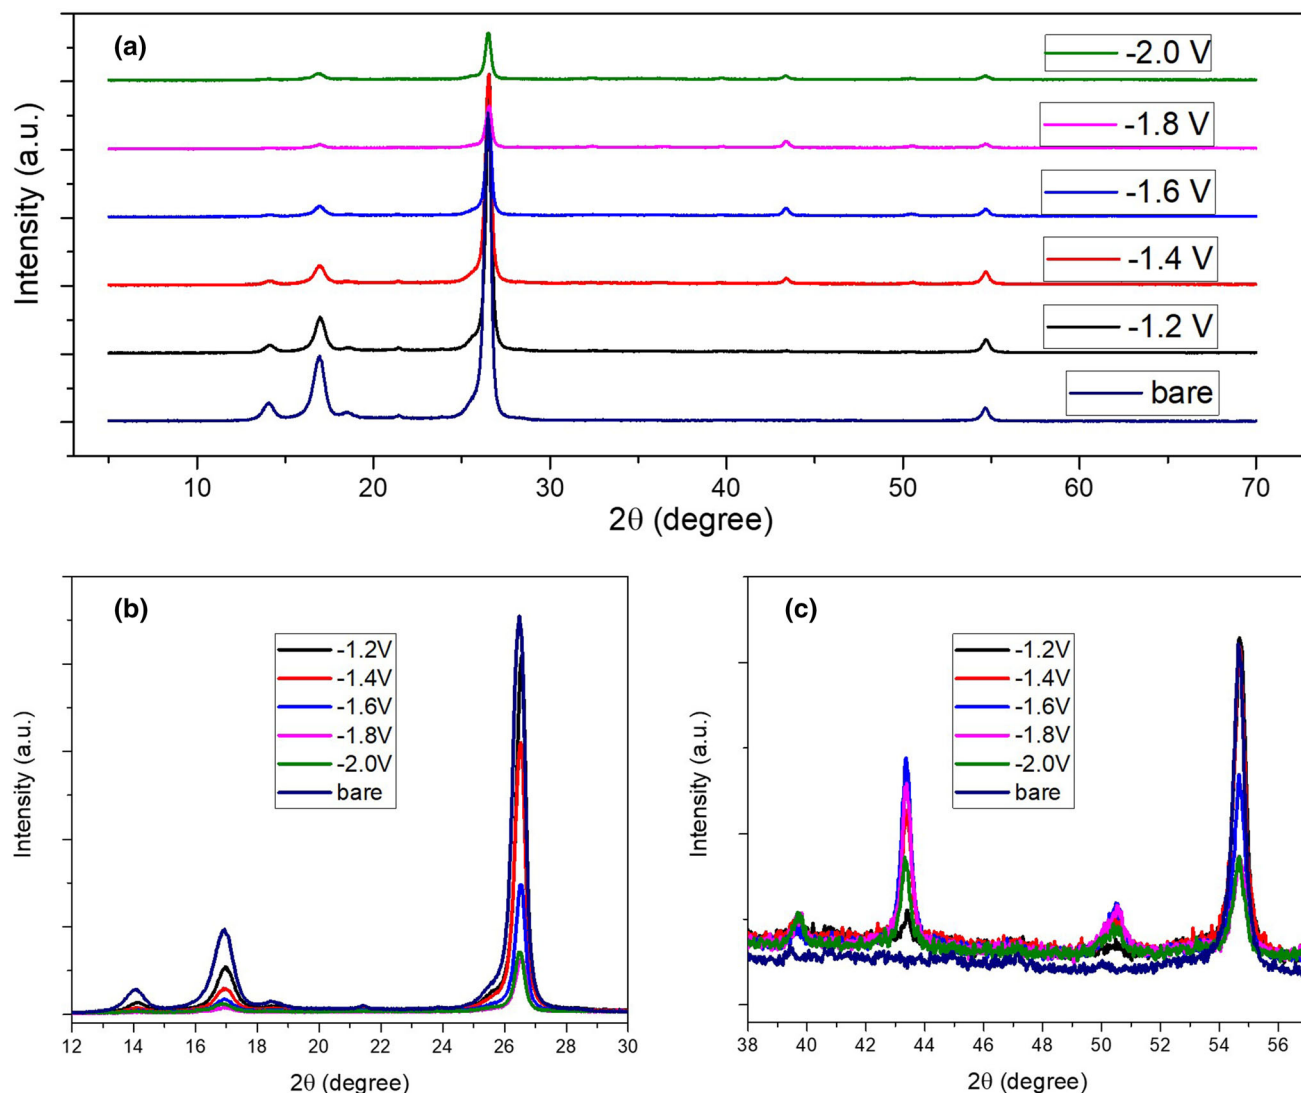 (a)
-2.0 V
-1.8 V
-1.6 V
-1.4 V
-1.2 V
bare
Intensity (a.u.)
10 20 30 40 50 60 70
2θ (degree)
(b)
-1.2V
-1.4V
-1.6V
-1.8V
-2.0V
bare
Intensity (a.u.)
12 14 16 18 20 22 24 26 28 30
2θ (degree)
(c)
-1.2V
-1.4V
-1.6V
-1.8V
-2.0V
bare
Intensity (a.u.)
38 40 42 44 46 48 50 52 54 56
2θ (degree)